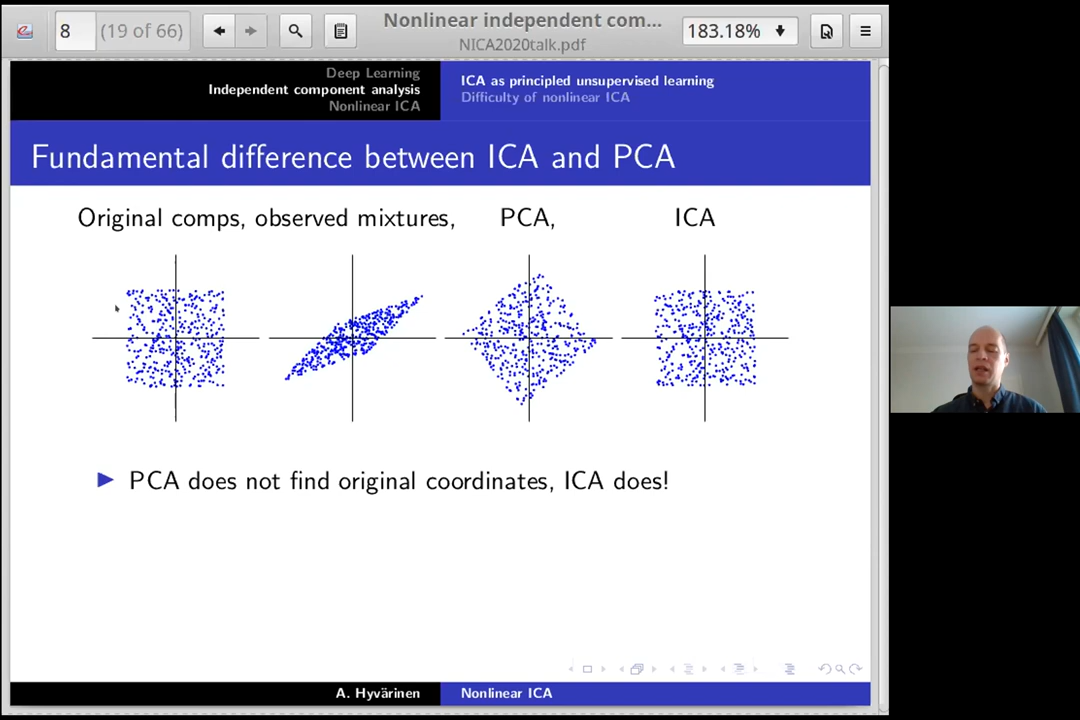 8 (19 of 66)
Nonlinear independent com...
NICA2020talk.pdf
183.18%
Deep Learning
Independent component analysis
Nonlinear ICA
ICA as principled unsupervised learning
Difficulty of nonlinear ICA
Fundamental difference between ICA and PCA
Original comps, observed mixtures, PCA, ICA
PCA does not find original coordinates, ICA does!
A. Hyvärinen
Nonlinear ICA